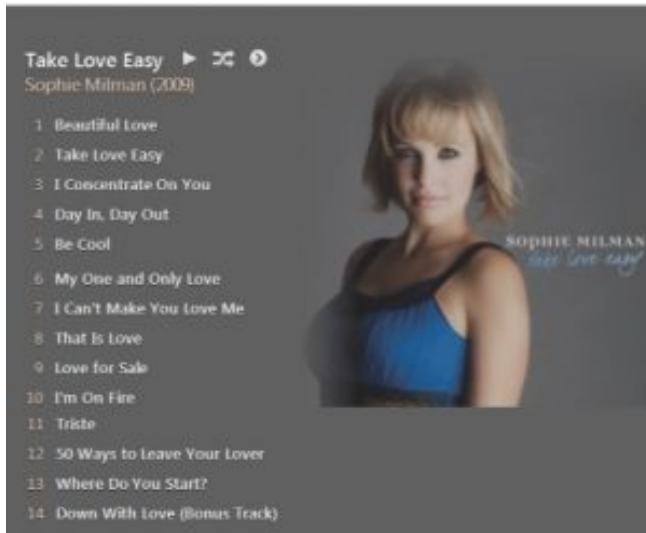 Take Love Easy
Sophie Milman (2009)
1 Beautiful Love
2 Take Love Easy
3 I Concentrate On You
4 Day In, Day Out
5 Be Cool
6 My One and Only Love
7 I Can't Make You Love Me
8 That Is Love
9 Love for Sale
10 I'm On Fire
11 Triste
12 50 Ways to Leave Your Lover
13 Where Do You Start?
14 Down With Love (Bonus Track)
SOPHIE MILMAN
take love easy